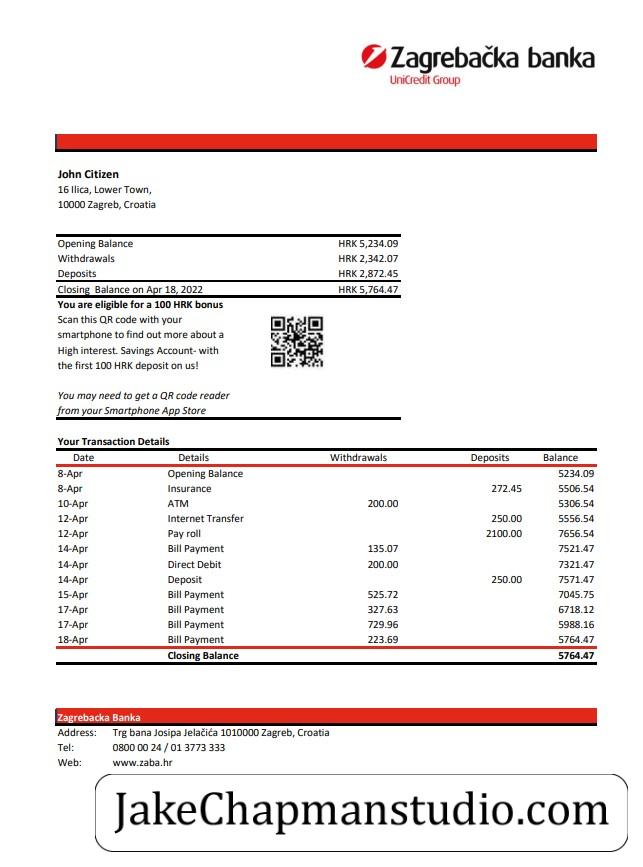 Zagrebačka banka
UniCredit Group
John Citizen
16 Ilica, Lower Town,
10000 Zagreb, Croatia
Opening Balance HRK 5,234.09
Withdrawals HRK 2,342.07
Deposits HRK 2,872.45
Closing Balance on Apr 18, 2022 HRK 5,764.47
You are eligible for a 100 HRK bonus
Scan this QR code with your
smartphone to find out more about a
High interest. Savings Account- with
the first 100 HRK deposit on us!
You may need to get a QR code reader
from your Smartphone App Store
Your Transaction Details
Date Details Withdrawals Deposits Balance
8-Apr Opening Balance 5234.09
8-Apr Insurance 272.45 5506.54
10-Apr ATM 200.00 5306.54
12-Apr Internet Transfer 250.00 5556.54
12-Apr Pay roll 2100.00 7656.54
14-Apr Bill Payment 135.07 7521.47
14-Apr Direct Debit 200.00 7321.47
14-Apr Deposit 250.00 7571.47
15-Apr Bill Payment 525.72 7045.75
17-Apr Bill Payment 327.63 6718.12
17-Apr Bill Payment 729.96 5988.16
18-Apr Bill Payment 223.69 5764.47
Closing Balance 5764.47
Zagrebacka Banka
Address: Trg bana Josipa Jelačića 1010000 Zagreb, Croatia
Tel: 0800 00 24 / 01 3773 333
Web: www.zaba.hr
JakeChapmanstudio.com